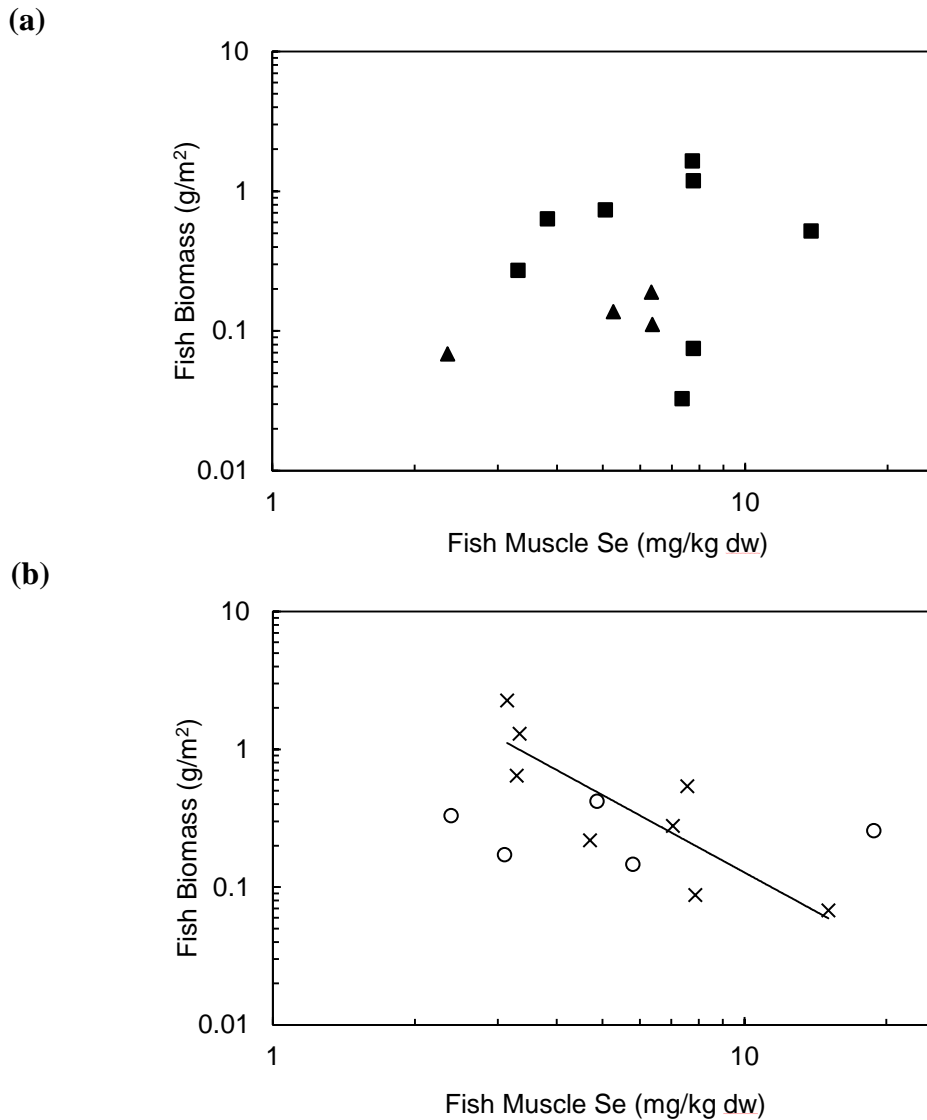 (a)
10
1
0.1
0.01
Fish Biomass (g/m²)
1
10
Fish Muscle Se (mg/kg dw)
(b)
10
1
0.1
0.01
Fish Biomass (g/m²)
1
10
Fish Muscle Se (mg/kg dw)